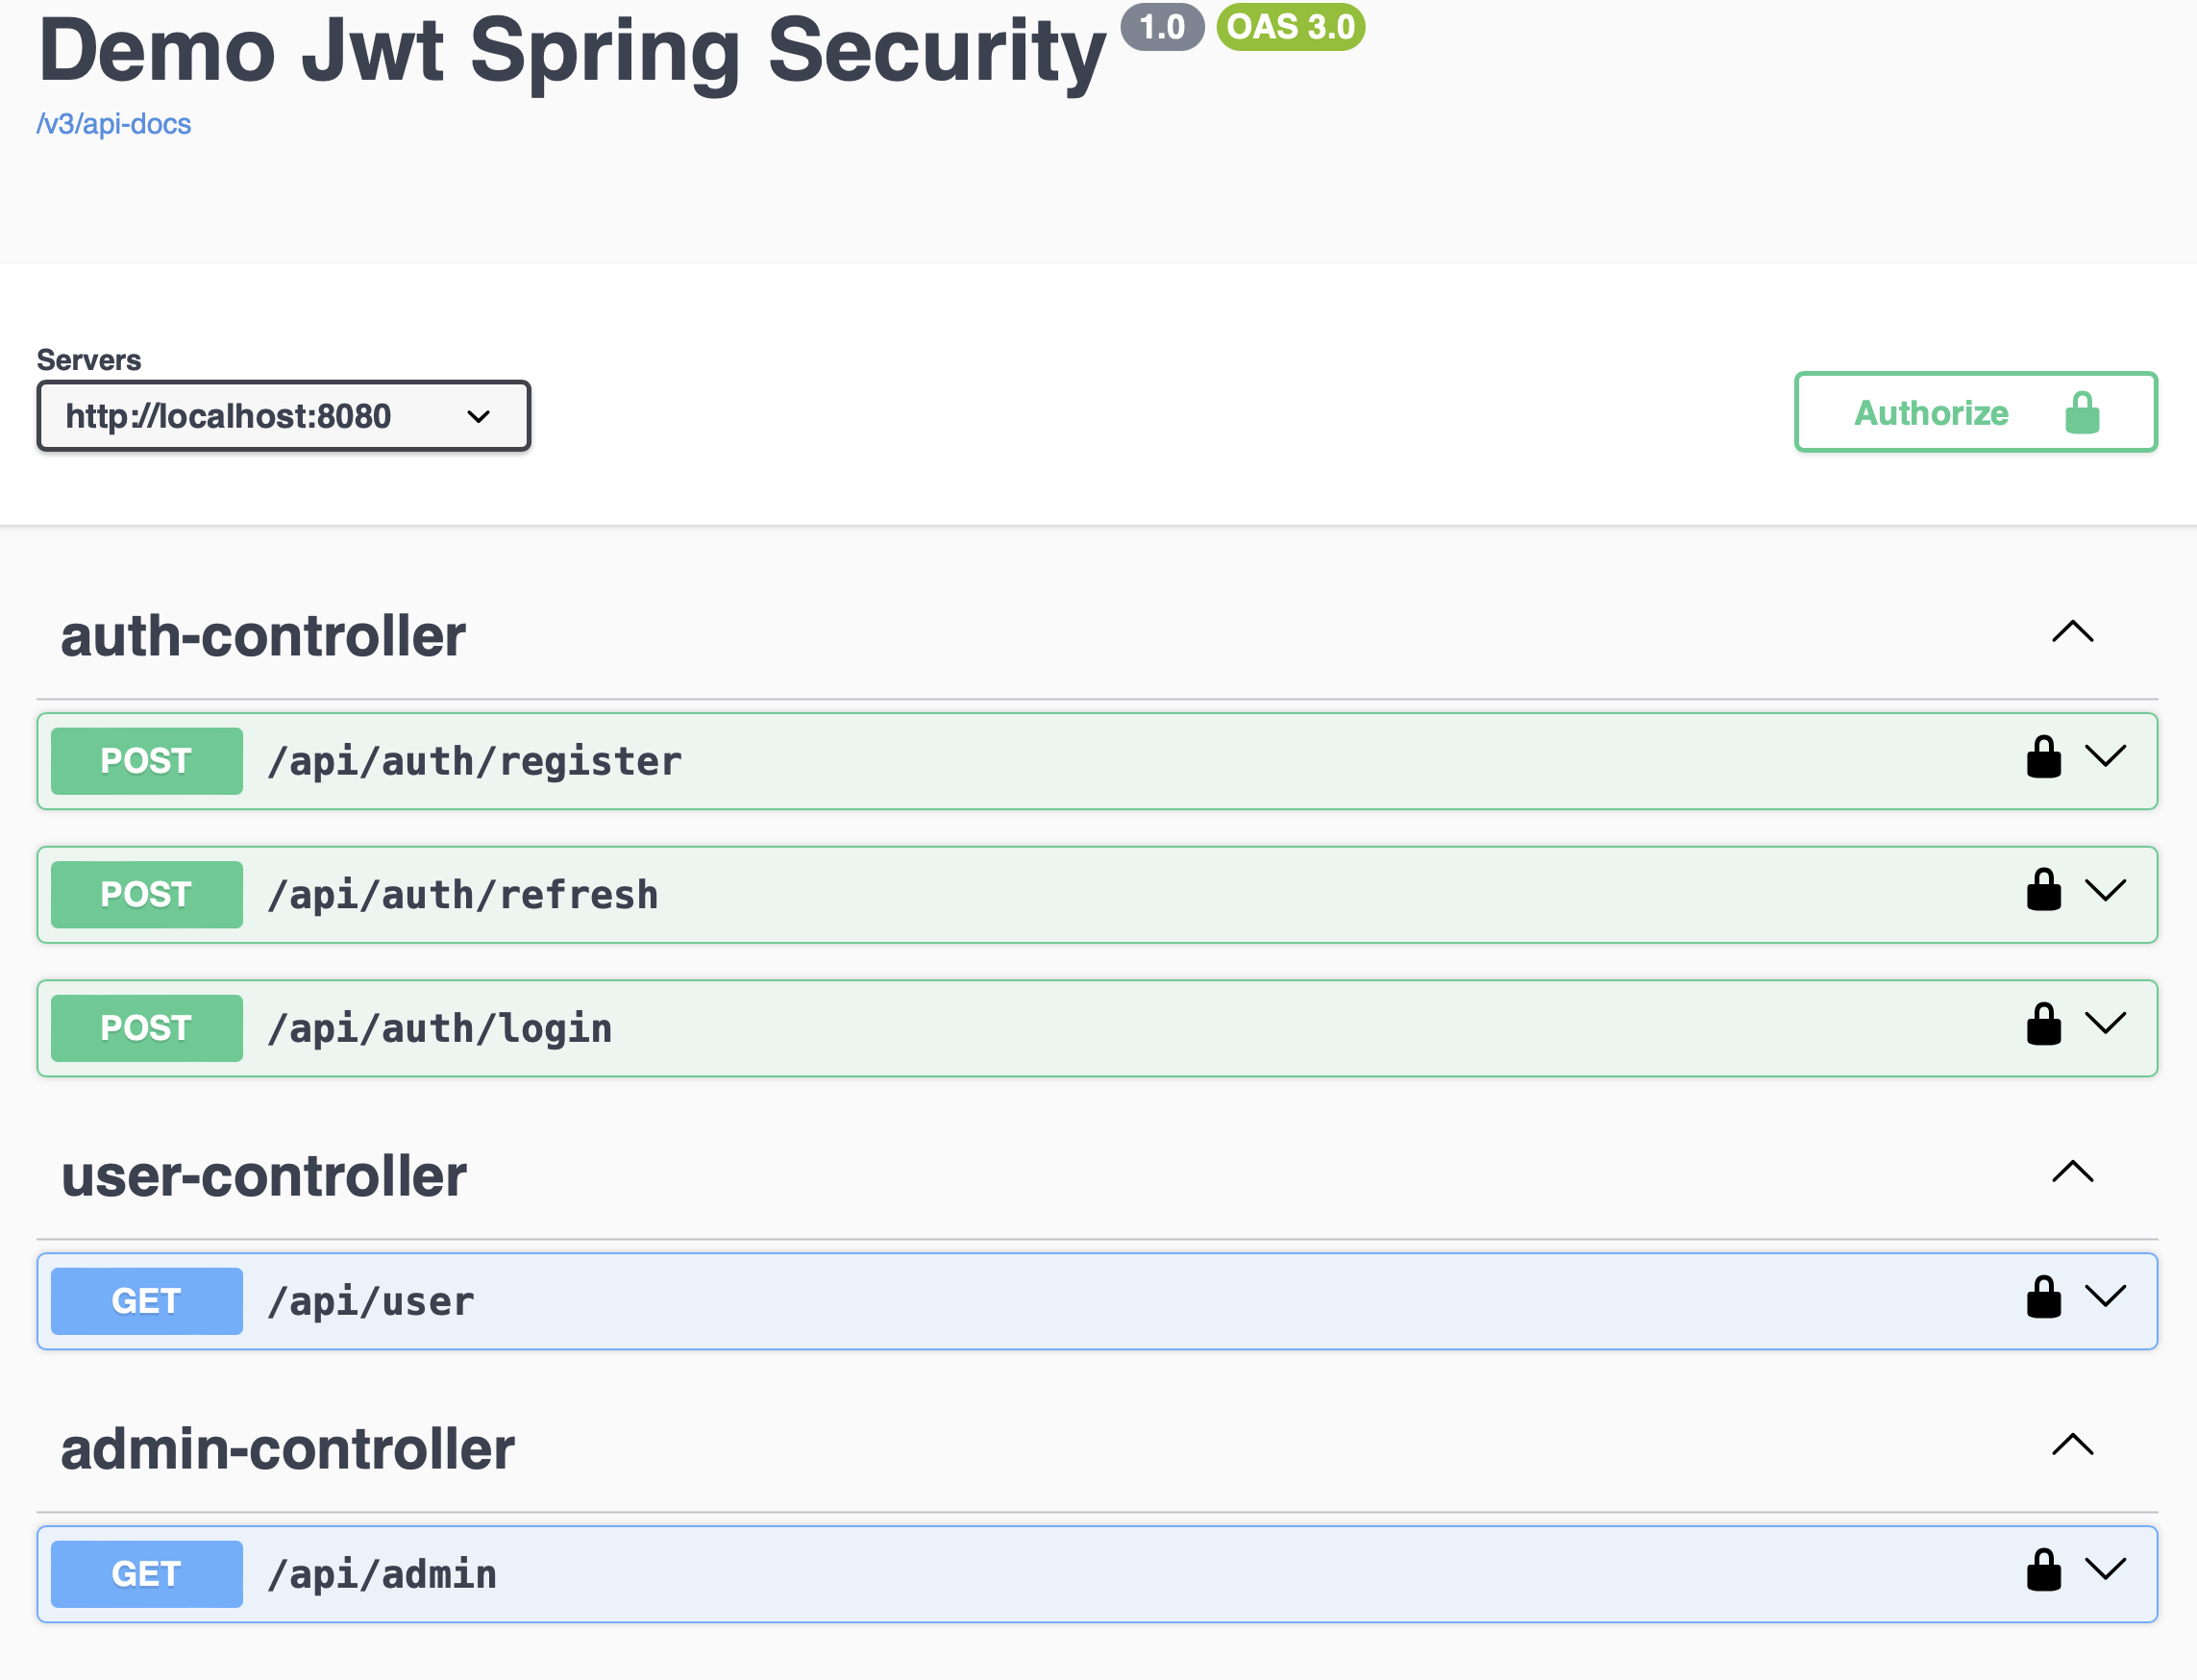 Demo Jwt Spring Security 1.0 OAS 3.0
/v3/api-docs
Servers
http://localhost:8080
Authorize
auth-controller
POST /api/auth/register
POST /api/auth/refresh
POST /api/auth/login
user-controller
GET /api/user
admin-controller
GET /api/admin